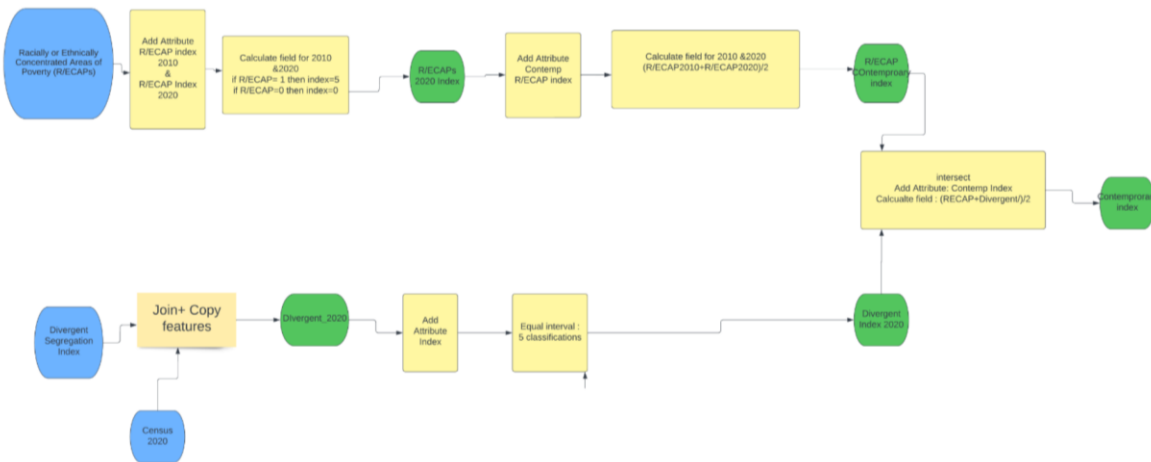 Racially or Ethnically
Concentrated Areas of
Poverty (R/ECAPs)
Add Attribute
R/ECAP index
2010
&
R/ECAP Index
2020
Calculate field for 2010
&2020
if R/ECAP= 1 then index=5
if R/ECAP=0 then index=0
R/ECAPs
2020 Index
Add Attribute
Contemp
R/ECAP index
Calculate field for 2010 &2020
(R/ECAP2010+R/ECAP2020)/2
R/ECAP
COntemproary
index
intersect
Add Attribute: Contemp Index
Calcualte field : (RECAP+Divergent/)/2
Contemprorary
index
Divergent
Segregation
Index
Join+ Copy
features
Divergent_2020
Add
Attribute
Index
Equal interval :
5 classifications
Divergent
Index 2020
Census
2020